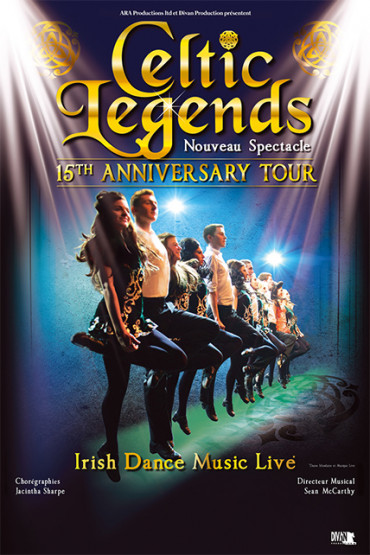 ARA Productions ltd et Divan Production présentent
Celtic
Legends
Nouveau Spectacle
15TH ANNIVERSARY TOUR
Irish Dance Music Live
Chorégraphies
Jacintha Sharpe
Directeur Musical
Sean McCarthy
DIVAN